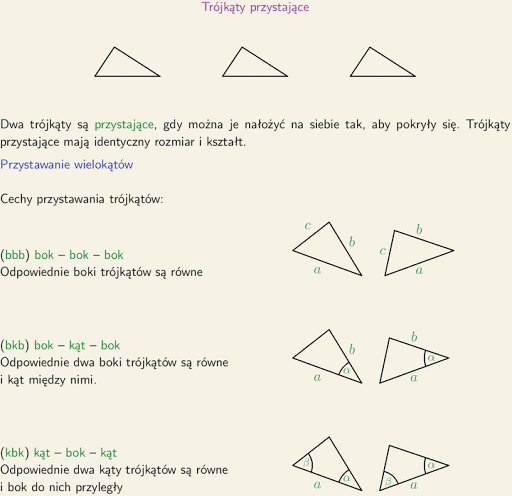 Trójkąty przystające
Dwa trójkąty są przystające, gdy można je nałożyć na siebie tak, aby pokryły się. Trójkąty
przystające mają identyczny rozmiar i kształt.
Przystawanie wielokątów
Cechy przystawania trójkątów:
c b a
b c a
(bbb) bok – bok – bok
Odpowiednie boki trójkątów są równe
b α a
b α a
(bkb) bok – kąt – bok
Odpowiednie dwa boki trójkątów są równe
i kąt między nimi.
β α a
α β a
(kbk) kąt – bok – kąt
Odpowiednie dwa kąty trójkątów są równe
i bok do nich przyległy